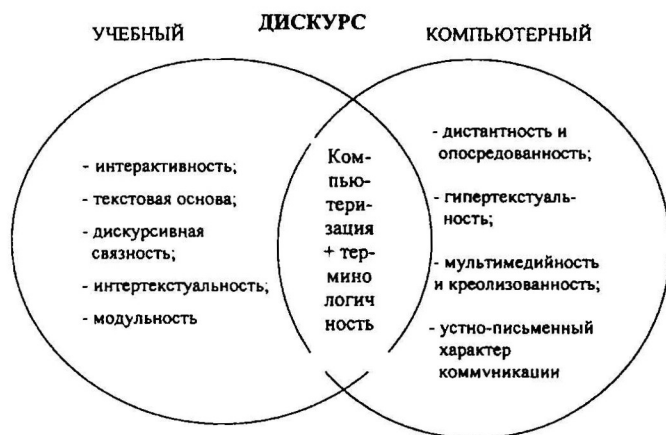 ДИСКУРС
УЧЕБНЫЙ
КОМПЬЮТЕРНЫЙ
- интерактивность;
- текстовая основа;
- дискурсивная
связность;
- интертекстуальность;
- модульность
Ком-
пью-
тери-
зация
+ тер-
мино
логич
ность
- дистантность и
опосредованность;
- гипертекстуаль-
ность;
- мультимедийность
и креолизованность;
- устно-письменный
характер
коммуникации